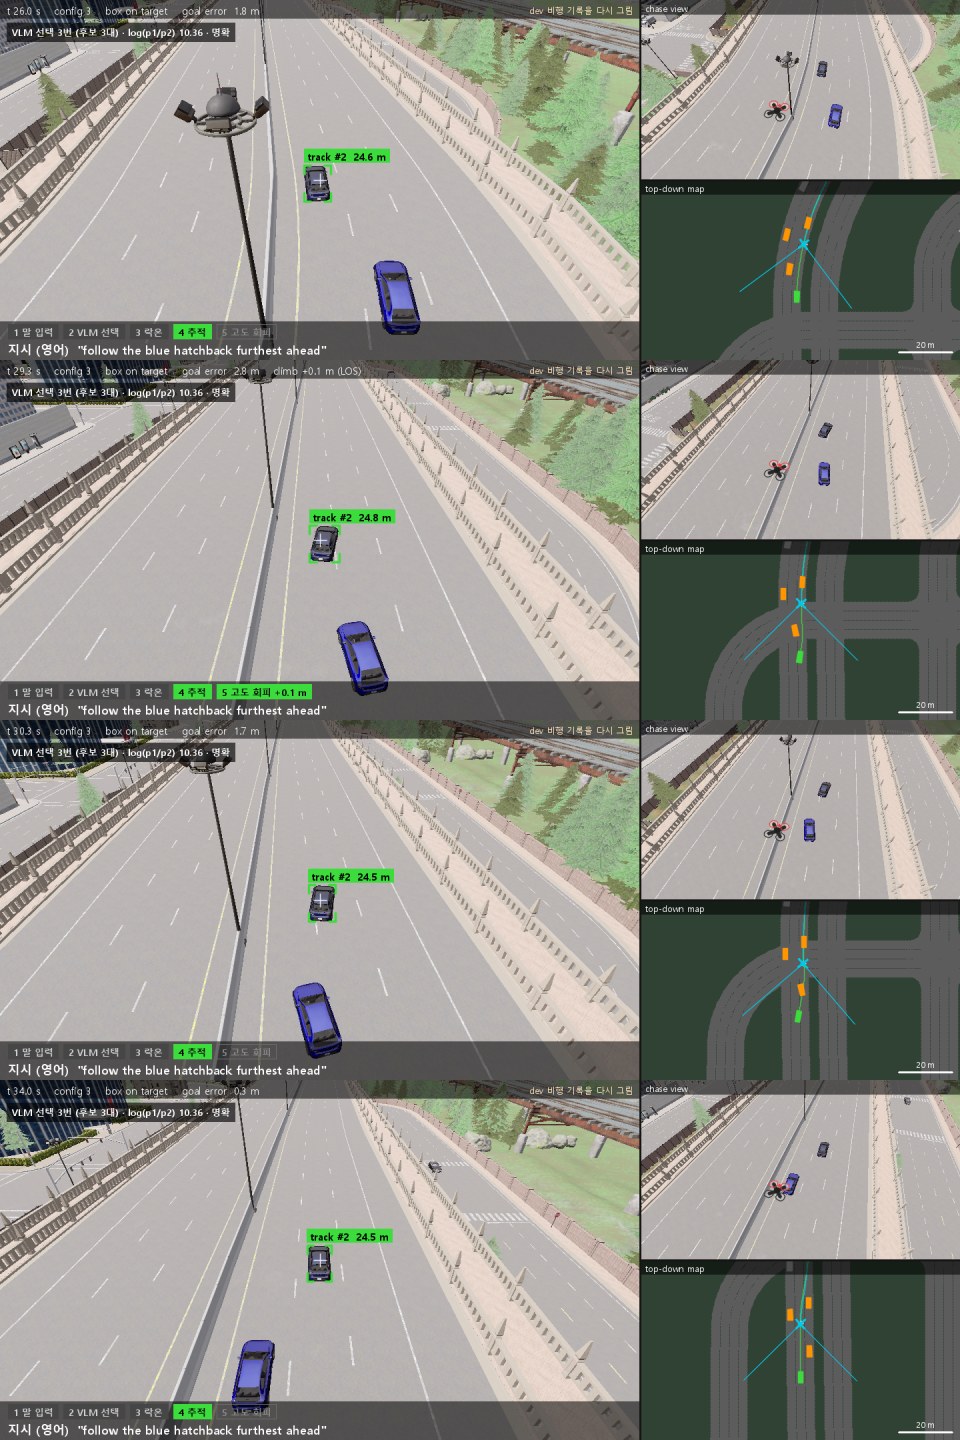 t 26.0 s config 3 box on target goal error 1.8 m dev 비행 기록을 다시 그림
VLM 선택 3번 (후보 3대) · log(p1/p2) 10.36 · 명확
track #2 24.6 m
1 말 입력 2 VLM 선택 3 락온 4 추적 5 고도 회피
지시 (영어) "follow the blue hatchback furthest ahead"
chase view
top-down map
20 m
t 29.3 s config 3 box on target goal error 2.8 m climb +0.1 m (LOS) dev 비행 기록을 다시 그림
VLM 선택 3번 (후보 3대) · log(p1/p2) 10.36 · 명확
track #2 24.8 m
1 말 입력 2 VLM 선택 3 락온 4 추적 5 고도 회피 +0.1 m
지시 (영어) "follow the blue hatchback furthest ahead"
chase view
top-down map
20 m
t 30.3 s config 3 box on target goal error 1.7 m dev 비행 기록을 다시 그림
VLM 선택 3번 (후보 3대) · log(p1/p2) 10.36 · 명확
track #2 24.5 m
1 말 입력 2 VLM 선택 3 락온 4 추적 5 고도 회피
지시 (영어) "follow the blue hatchback furthest ahead"
chase view
top-down map
20 m
t 34.0 s config 3 box on target goal error 0.3 m dev 비행 기록을 다시 그림
VLM 선택 3번 (후보 3대) · log(p1/p2) 10.36 · 명확
track #2 24.5 m
1 말 입력 2 VLM 선택 3 락온 4 추적 5 고도 회피
지시 (영어) "follow the blue hatchback furthest ahead"
chase view
top-down map
20 m